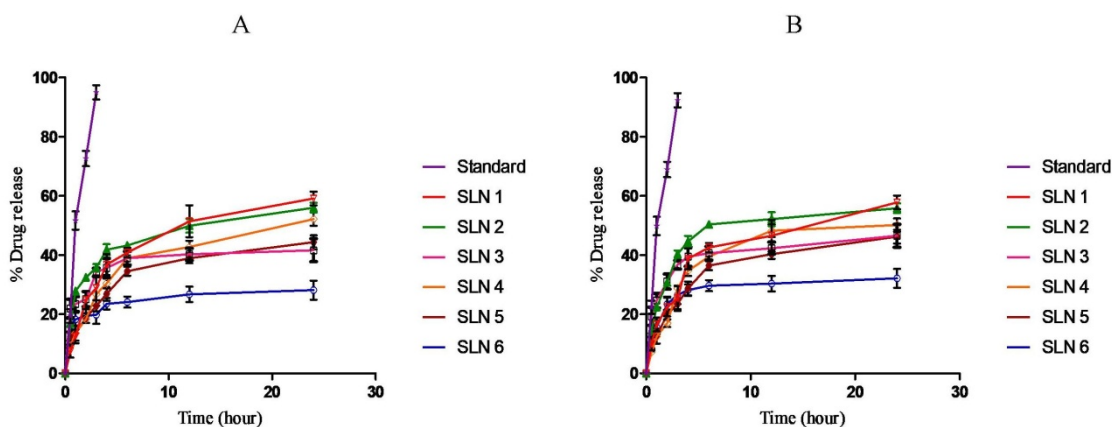 A
100
80
60
40
20
0
0
10
20
30
% Drug release
Time (hour)
Standard
SLN 1
SLN 2
SLN 3
SLN 4
SLN 5
SLN 6
B
100
80
60
40
20
0
0
10
20
30
% Drug release
Time (hour)
Standard
SLN 1
SLN 2
SLN 3
SLN 4
SLN 5
SLN 6